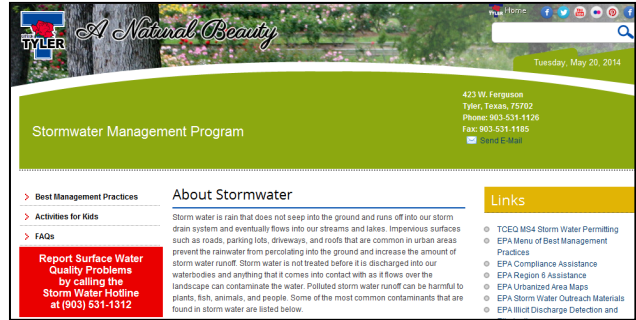 Home
TYLER
A Natural Beauty
Tuesday, May 20, 2014
Stormwater Management Program
423 W. Ferguson
Tyler, Texas, 75702
Phone: 903-531-1126
Fax: 903-531-1185
Send E-Mail
> Best Management Practices
> Activities for Kids
> FAQs
Report Surface Water
Quality Problems
by calling the
Storm Water Hotline
at (903) 531-1312
About Stormwater
Storm water is rain that does not seep into the ground and runs off into our storm
drain system and eventually flows into our streams and lakes. Impervious surfaces
such as roads, parking lots, driveways, and roofs that are common in urban areas
prevent the rainwater from percolating into the ground and increase the amount of
storm water runoff. Storm water is not treated before it is discharged into our
waterbodies and anything that it comes into contact with as it flows over the
landscape can contaminate the water. Polluted storm water runoff can be harmful to
plants, fish, animals, and people. Some of the most common contaminants that are
found in storm water are listed below.
Links
TCEQ MS4 Storm Water Permitting
EPA Menu of Best Management
Practices
EPA Compliance Assistance
EPA Region 6 Assistance
EPA Urbanized Area Maps
EPA Storm Water Outreach Materials
EPA Illicit Discharge Detection and